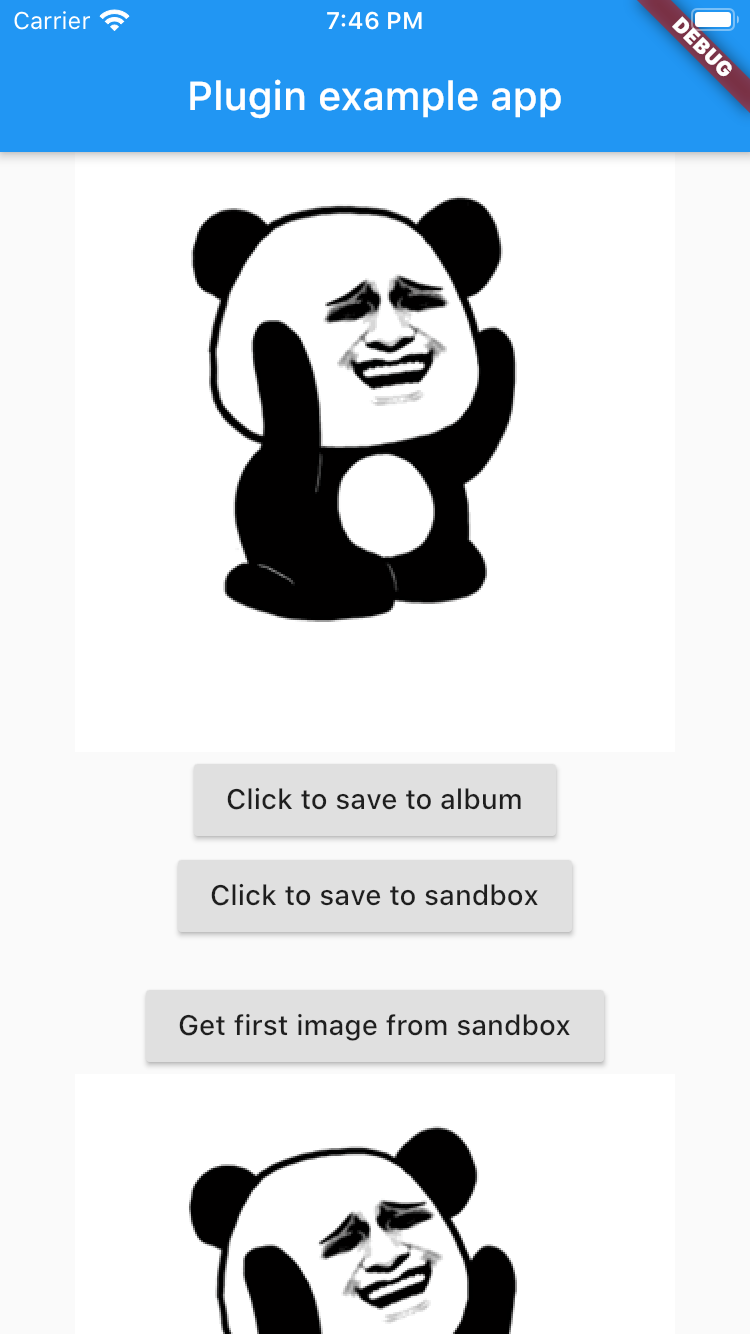 Carrier
7:46 PM
DEBUG
Plugin example app
Click to save to album
Click to save to sandbox
Get first image from sandbox